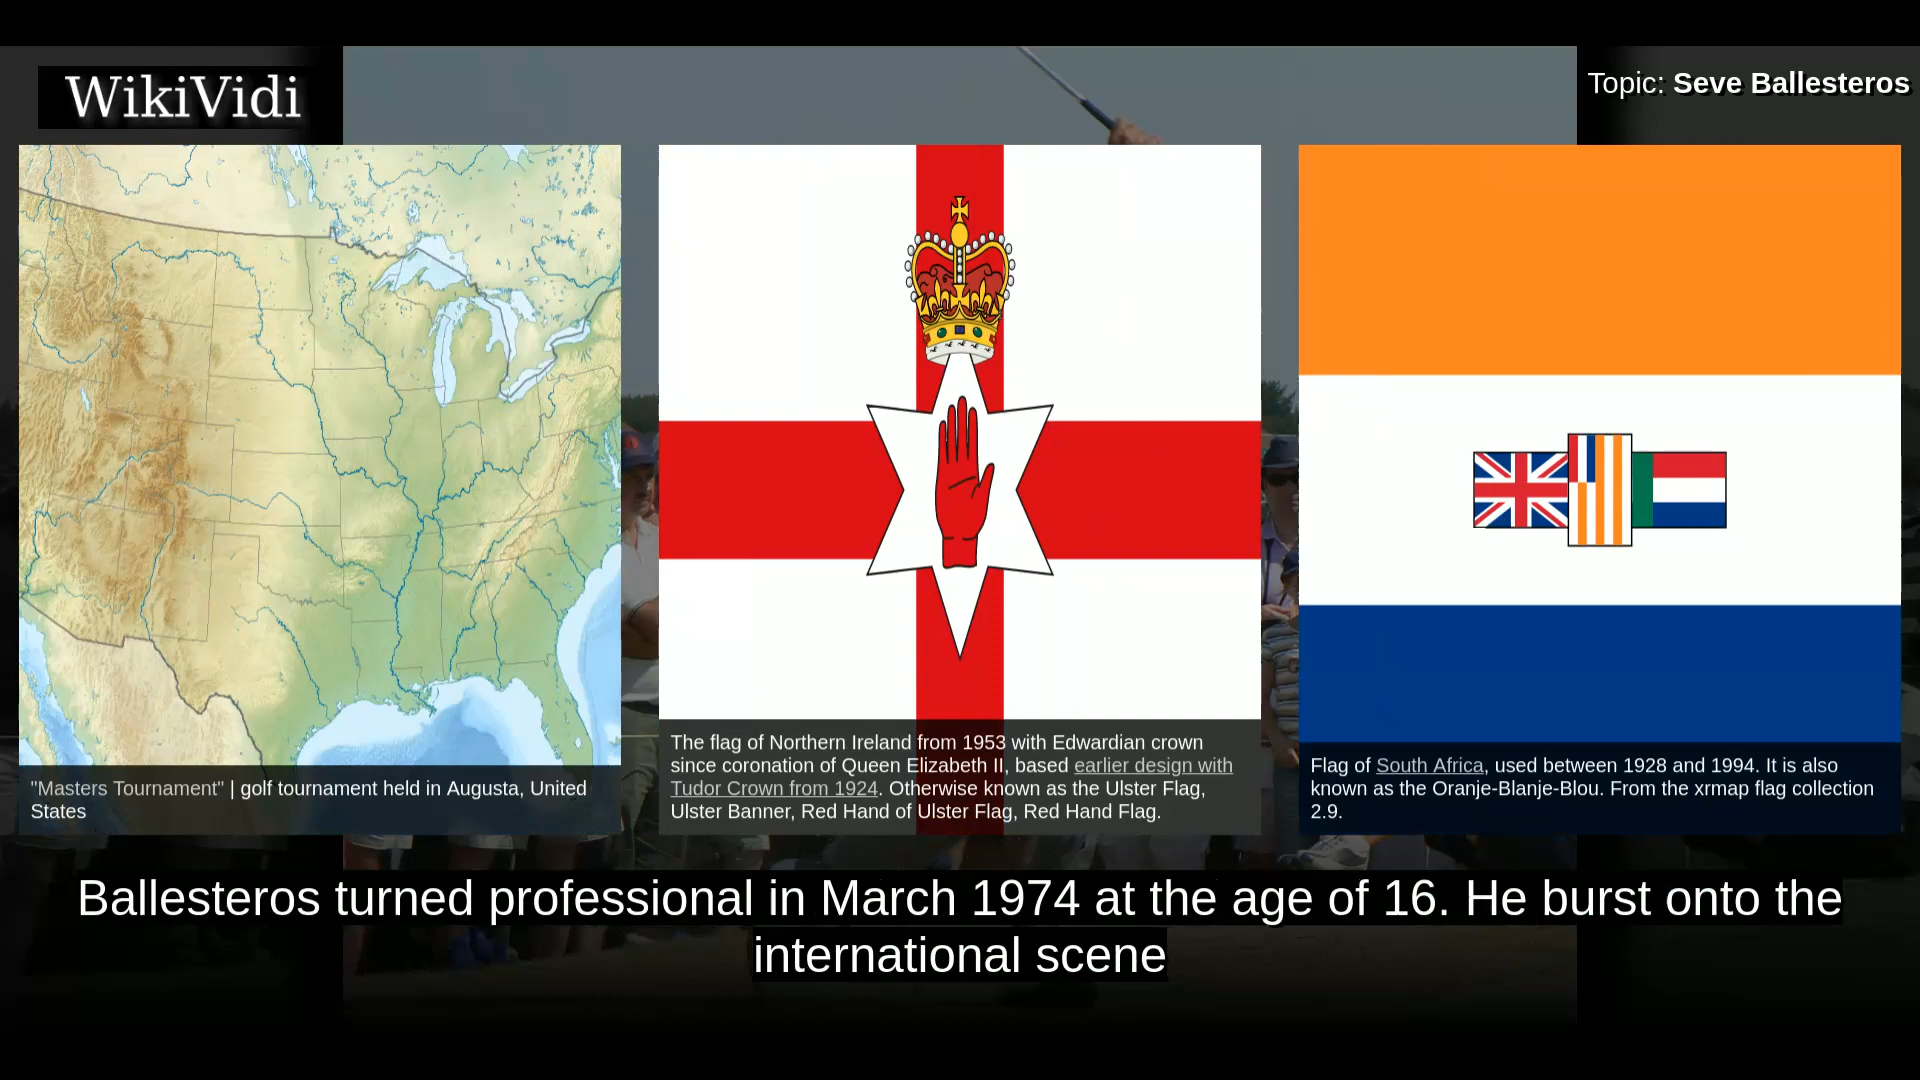 WikiVidi
Topic: Seve Ballesteros
"Masters Tournament" | golf tournament held in Augusta, United
States
The flag of Northern Ireland from 1953 with Edwardian crown
since coronation of Queen Elizabeth II, based earlier design with
Tudor Crown from 1924. Otherwise known as the Ulster Flag,
Ulster Banner, Red Hand of Ulster Flag, Red Hand Flag.
Flag of South Africa, used between 1928 and 1994. It is also
known as the Oranje-Blanje-Blou. From the xrmap flag collection
2.9.
Ballesteros turned professional in March 1974 at the age of 16. He burst onto the
international scene